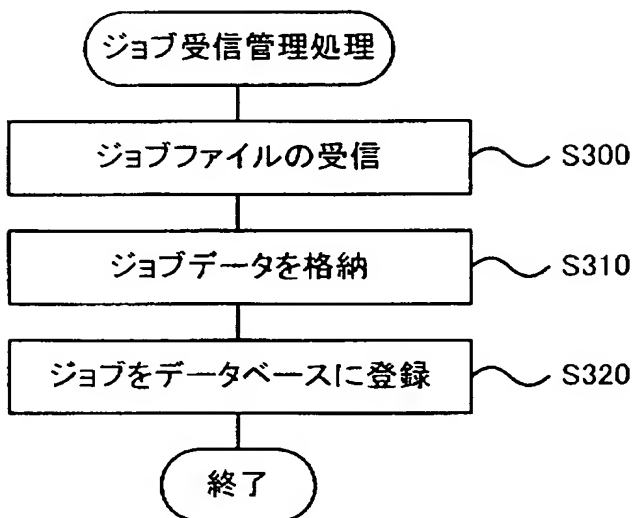 ジョブ受信管理処理
ジョブファイルの受信
S300
ジョブデータを格納
S310
ジョブをデータベースに登録
S320
終了